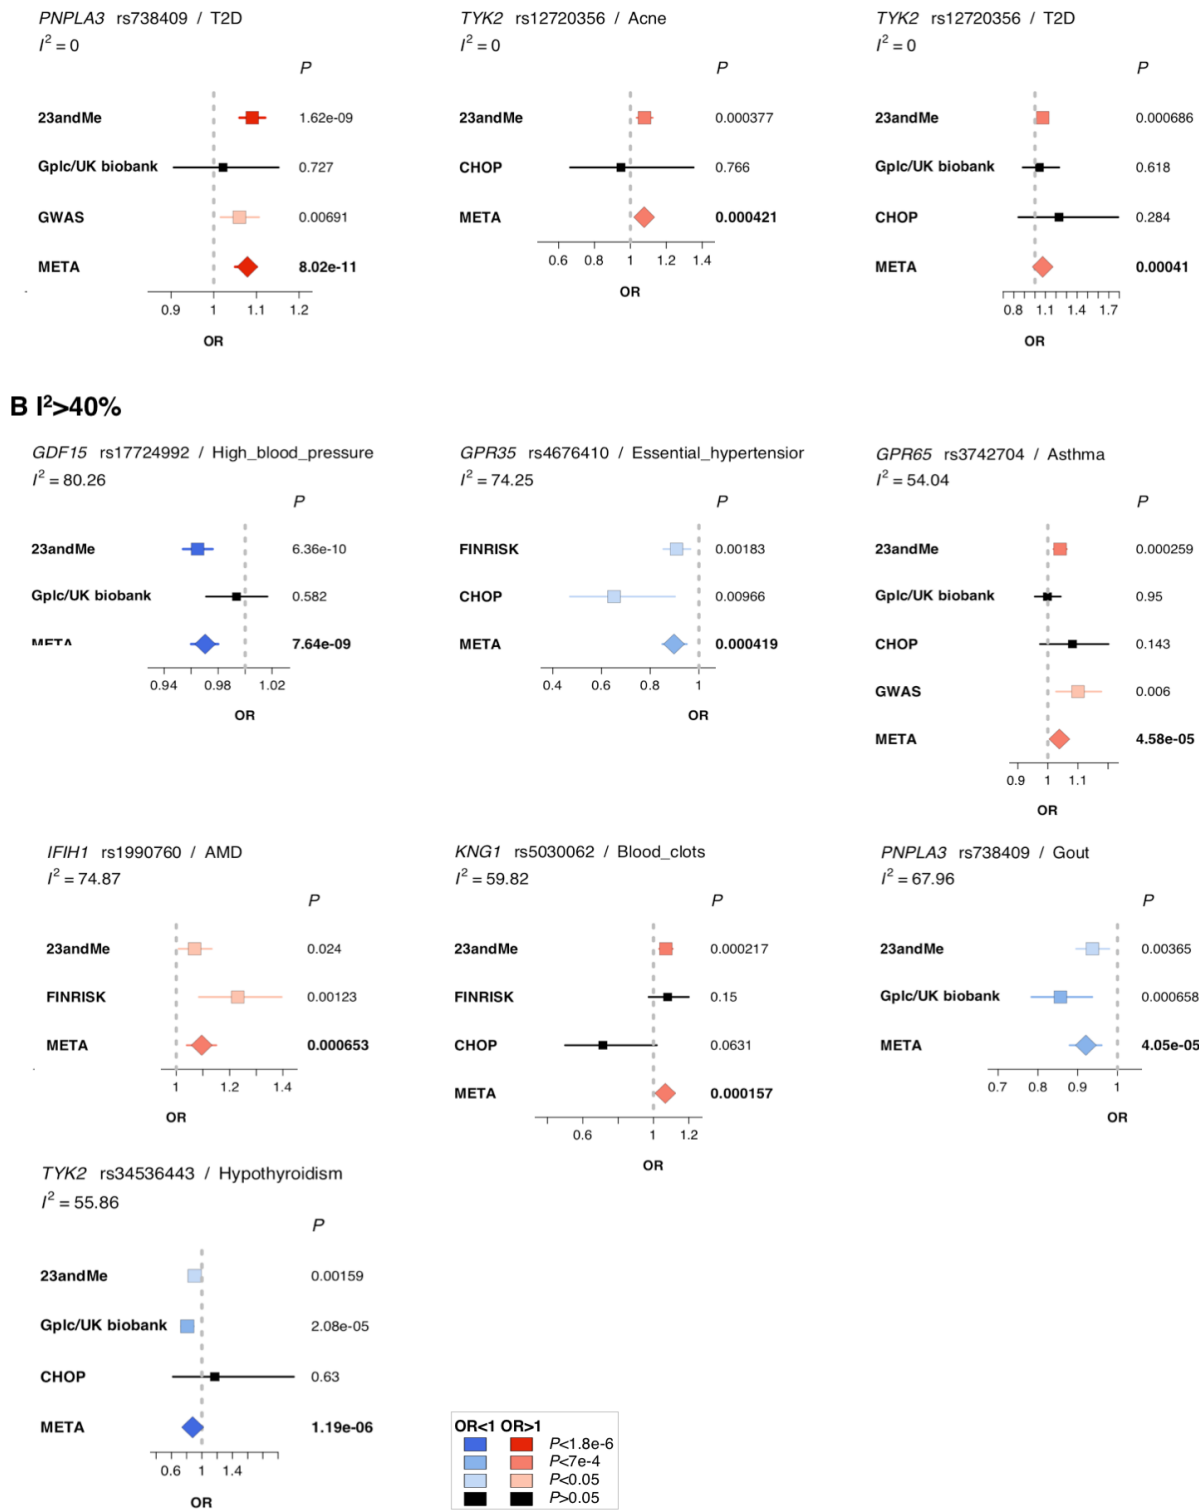 PNPLA3 rs738409 / T2D
I² = 0
P
23andMe 1.62e-09
Gplc/UK biobank 0.727
GWAS 0.00691
META 8.02e-11
0.9 1 1.1 1.2
OR
TYK2 rs12720356 / Acne
I² = 0
P
23andMe 0.000377
CHOP 0.766
META 0.000421
0.6 0.8 1 1.2 1.4
OR
TYK2 rs12720356 / T2D
I² = 0
P
23andMe 0.000686
Gplc/UK biobank 0.618
CHOP 0.284
META 0.00041
0.8 1.1 1.4 1.7
OR
B I²>40%
GDF15 rs17724992 / High_blood_pressure
I² = 80.26
P
23andMe 6.36e-10
Gplc/UK biobank 0.582
META 7.64e-09
0.94 0.98 1.02
OR
GPR35 rs4676410 / Essential_hypertensior
I² = 74.25
P
FINRISK 0.00183
CHOP 0.00966
META 0.000419
0.4 0.6 0.8 1
OR
GPR65 rs3742704 / Asthma
I² = 54.04
P
23andMe 0.000259
Gplc/UK biobank 0.95
CHOP 0.143
GWAS 0.006
META 4.58e-05
0.9 1 1.1
OR
IFIH1 rs1990760 / AMD
I² = 74.87
P
23andMe 0.024
FINRISK 0.00123
META 0.000653
1 1.2 1.4
OR
KNG1 rs5030062 / Blood_clots
I² = 59.82
P
23andMe 0.000217
FINRISK 0.15
CHOP 0.0631
META 0.000157
0.6 1 1.2
OR
PNPLA3 rs738409 / Gout
I² = 67.96
P
23andMe 0.00365
Gplc/UK biobank 0.000658
META 4.05e-05
0.7 0.8 0.9 1
OR
TYK2 rs34536443 / Hypothyroidism
I² = 55.86
P
23andMe 0.00159
Gplc/UK biobank 2.08e-05
CHOP 0.63
META 1.19e-06
0.6 1 1.4
OR
OR<1 OR>1
P<1.8e-6
P<7e-4
P<0.05
P>0.05